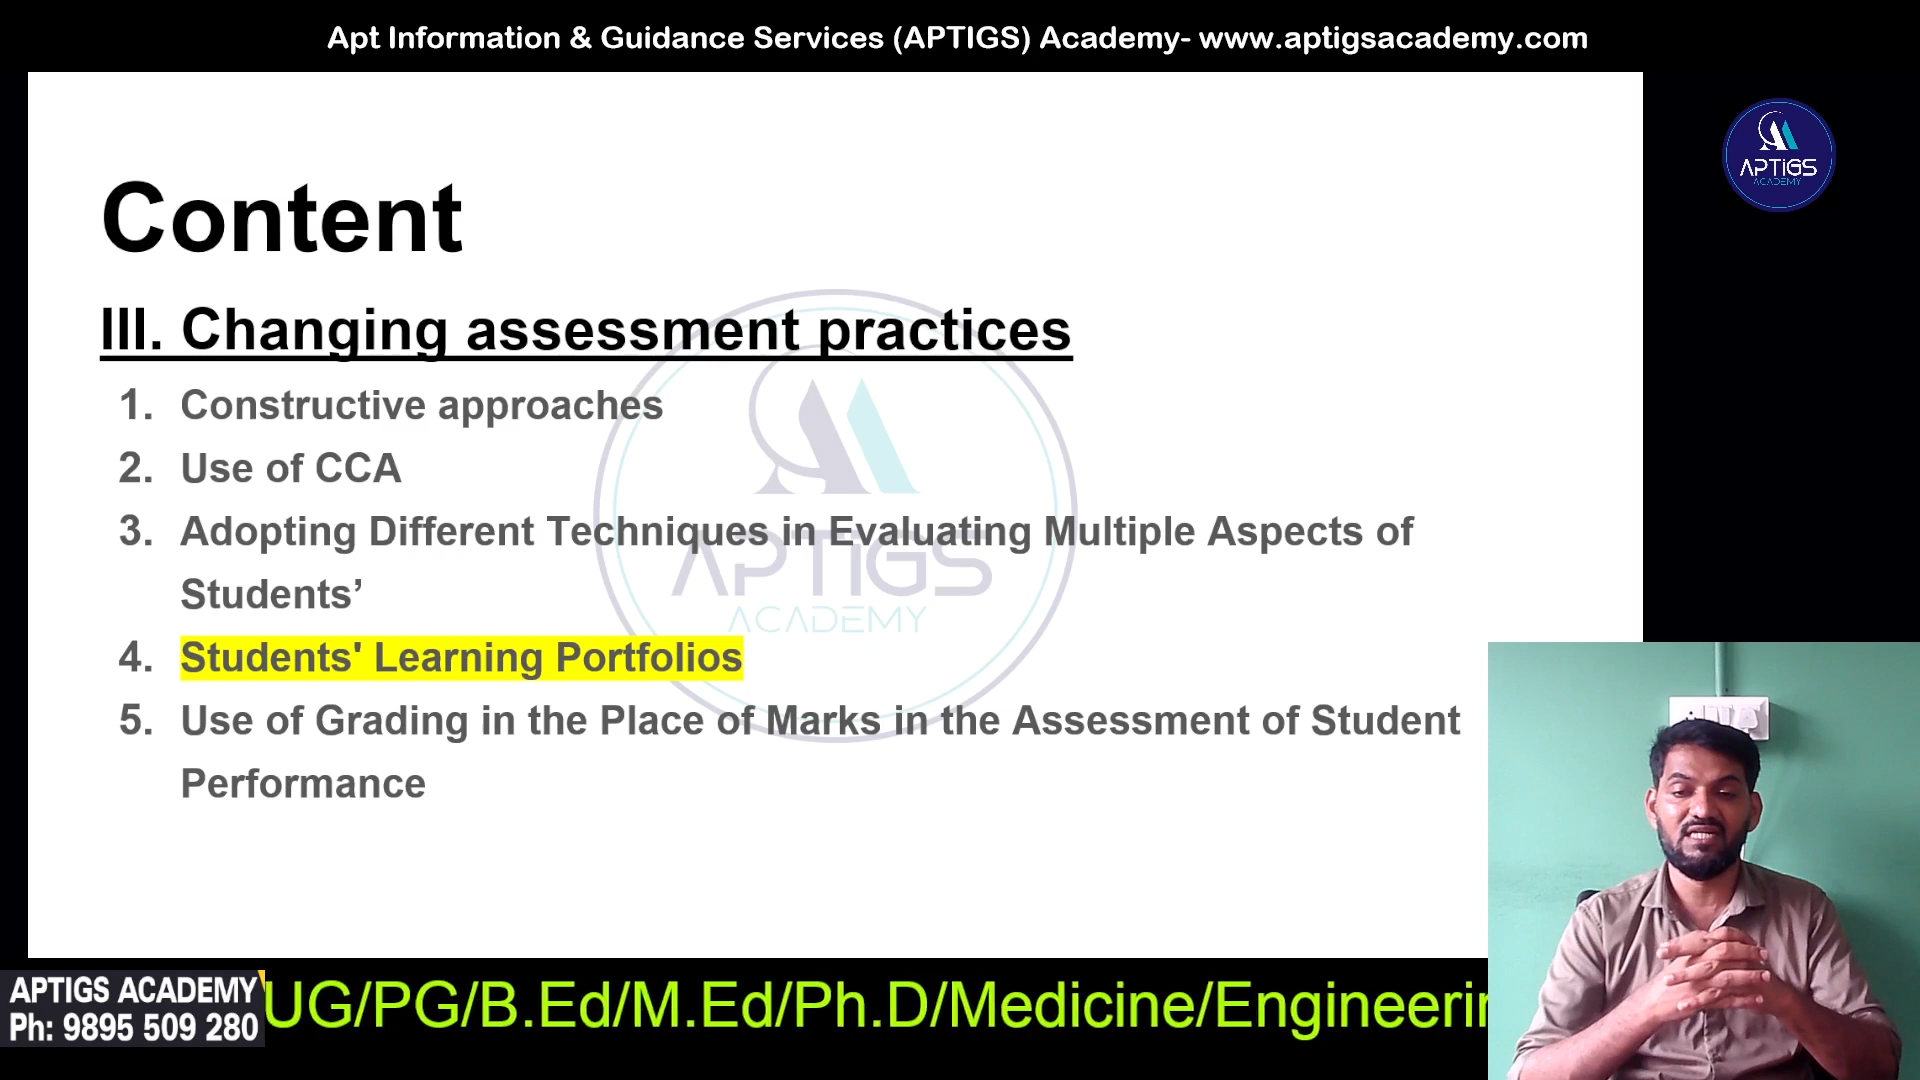 Apt Information & Guidance Services (APTIGS) Academy- www.aptigsacademy.com
APTIGS
ACADEMY
Content
III. Changing assessment practices
1. Constructive approaches
2. Use of CCA
3. Adopting Different Techniques in Evaluating Multiple Aspects of
Students’
4. Students' Learning Portfolios
5. Use of Grading in the Place of Marks in the Assessment of Student
Performance
APTIGS
ACADEMY
APTIGS ACADEMY
Ph: 9895 509 280
UG/PG/B.Ed/M.Ed/Ph.D/Medicine/Engineerin